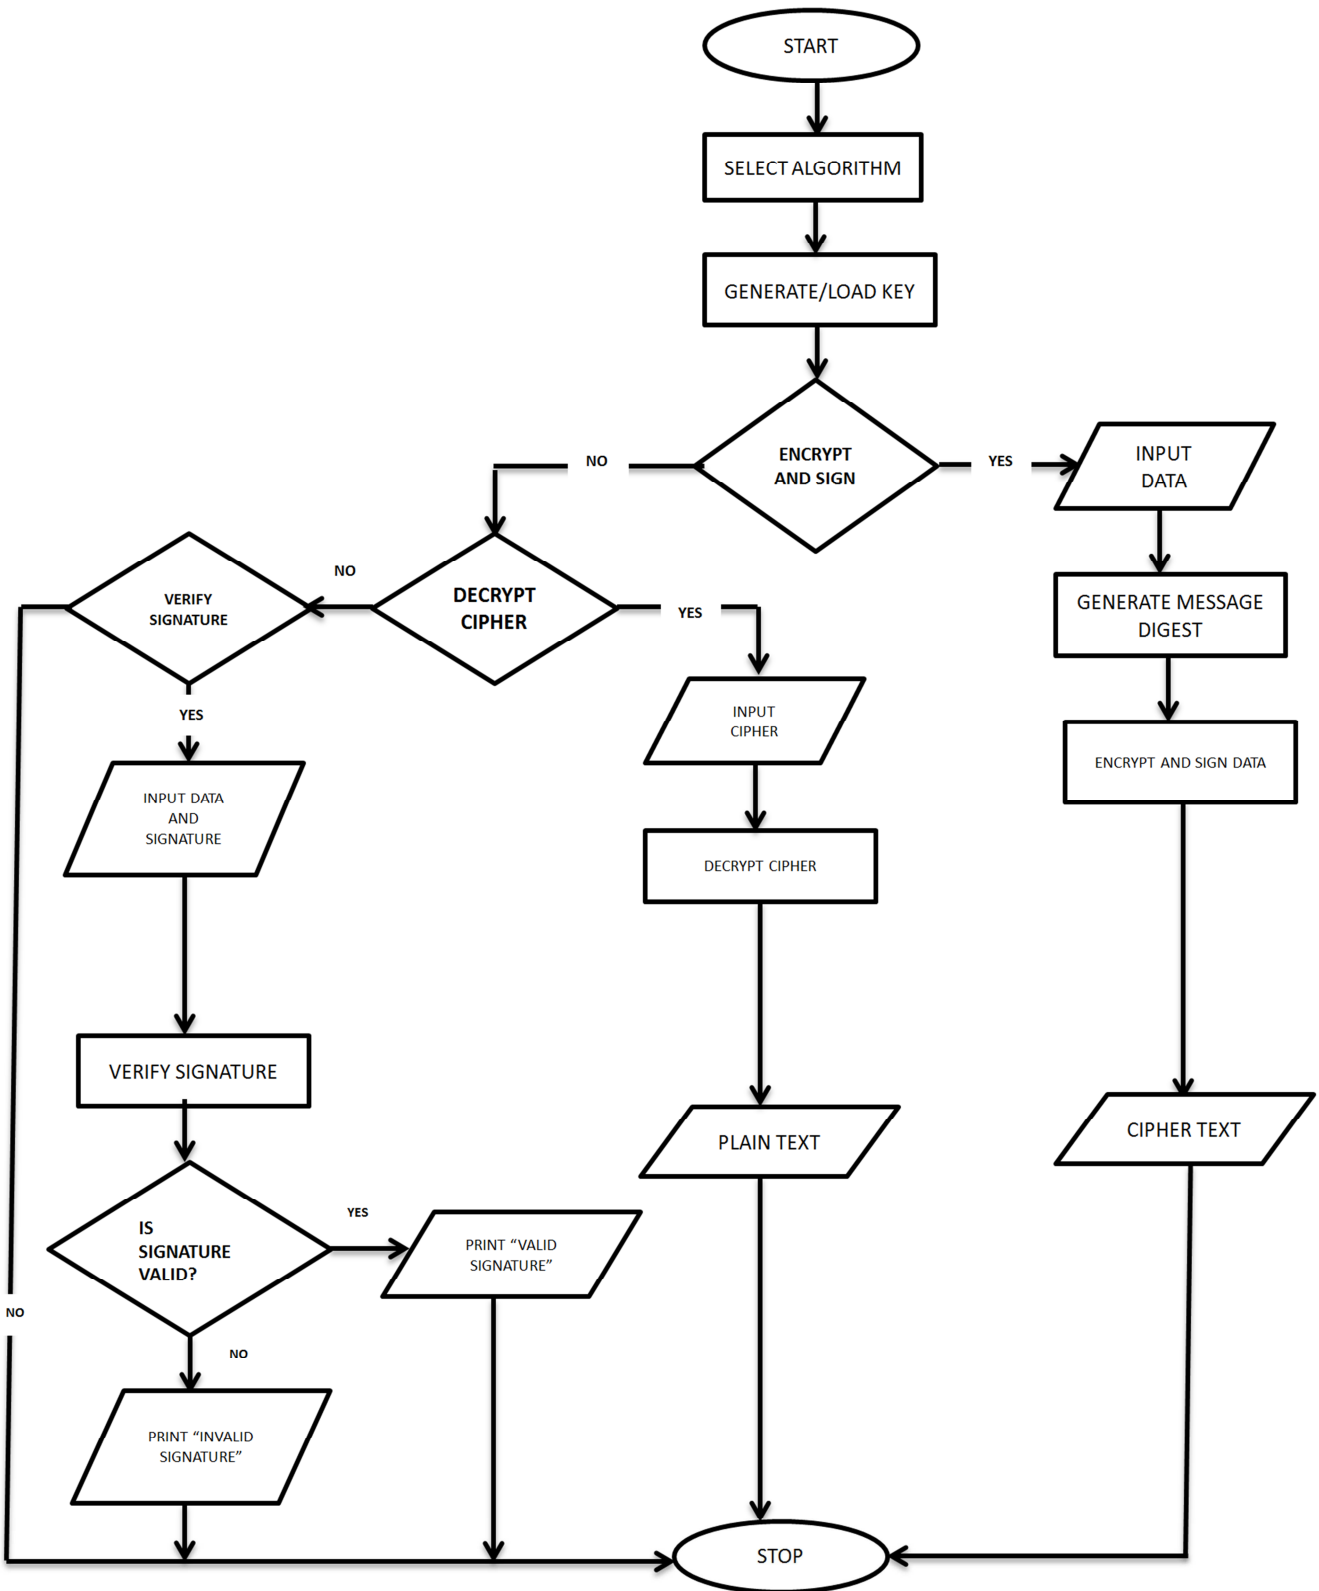 START
SELECT ALGORITHM
GENERATE/LOAD KEY
ENCRYPT
AND SIGN
NO
YES
INPUT
DATA
GENERATE MESSAGE
DIGEST
ENCRYPT AND SIGN DATA
CIPHER TEXT
DECRYPT
CIPHER
NO
YES
INPUT
CIPHER
DECRYPT CIPHER
PLAIN TEXT
VERIFY
SIGNATURE
YES
NO
INPUT DATA
AND
SIGNATURE
VERIFY SIGNATURE
IS
SIGNATURE
VALID?
YES
PRINT “VALID
SIGNATURE”
NO
PRINT “INVALID
SIGNATURE”
STOP